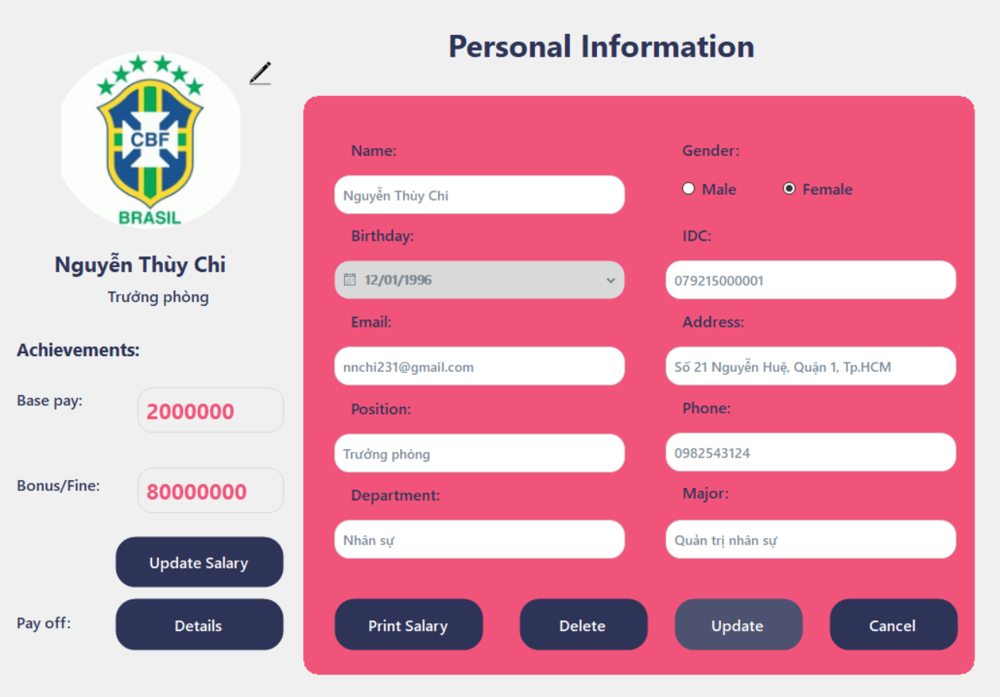 Personal Information
CBF
BRASIL
Nguyễn Thùy Chi
Trưởng phòng
Achievements:
Base pay:
2000000
Bonus/Fine:
80000000
Update Salary
Pay off:
Details
Name:
Nguyễn Thùy Chi
Gender:
Male
Female
Birthday:
12/01/1996
IDC:
079215000001
Email:
nnchi231@gmail.com
Address:
Số 21 Nguyễn Huệ, Quận 1, Tp.HCM
Position:
Trưởng phòng
Phone:
0982543124
Department:
Nhân sự
Major:
Quản trị nhân sự
Print Salary
Delete
Update
Cancel